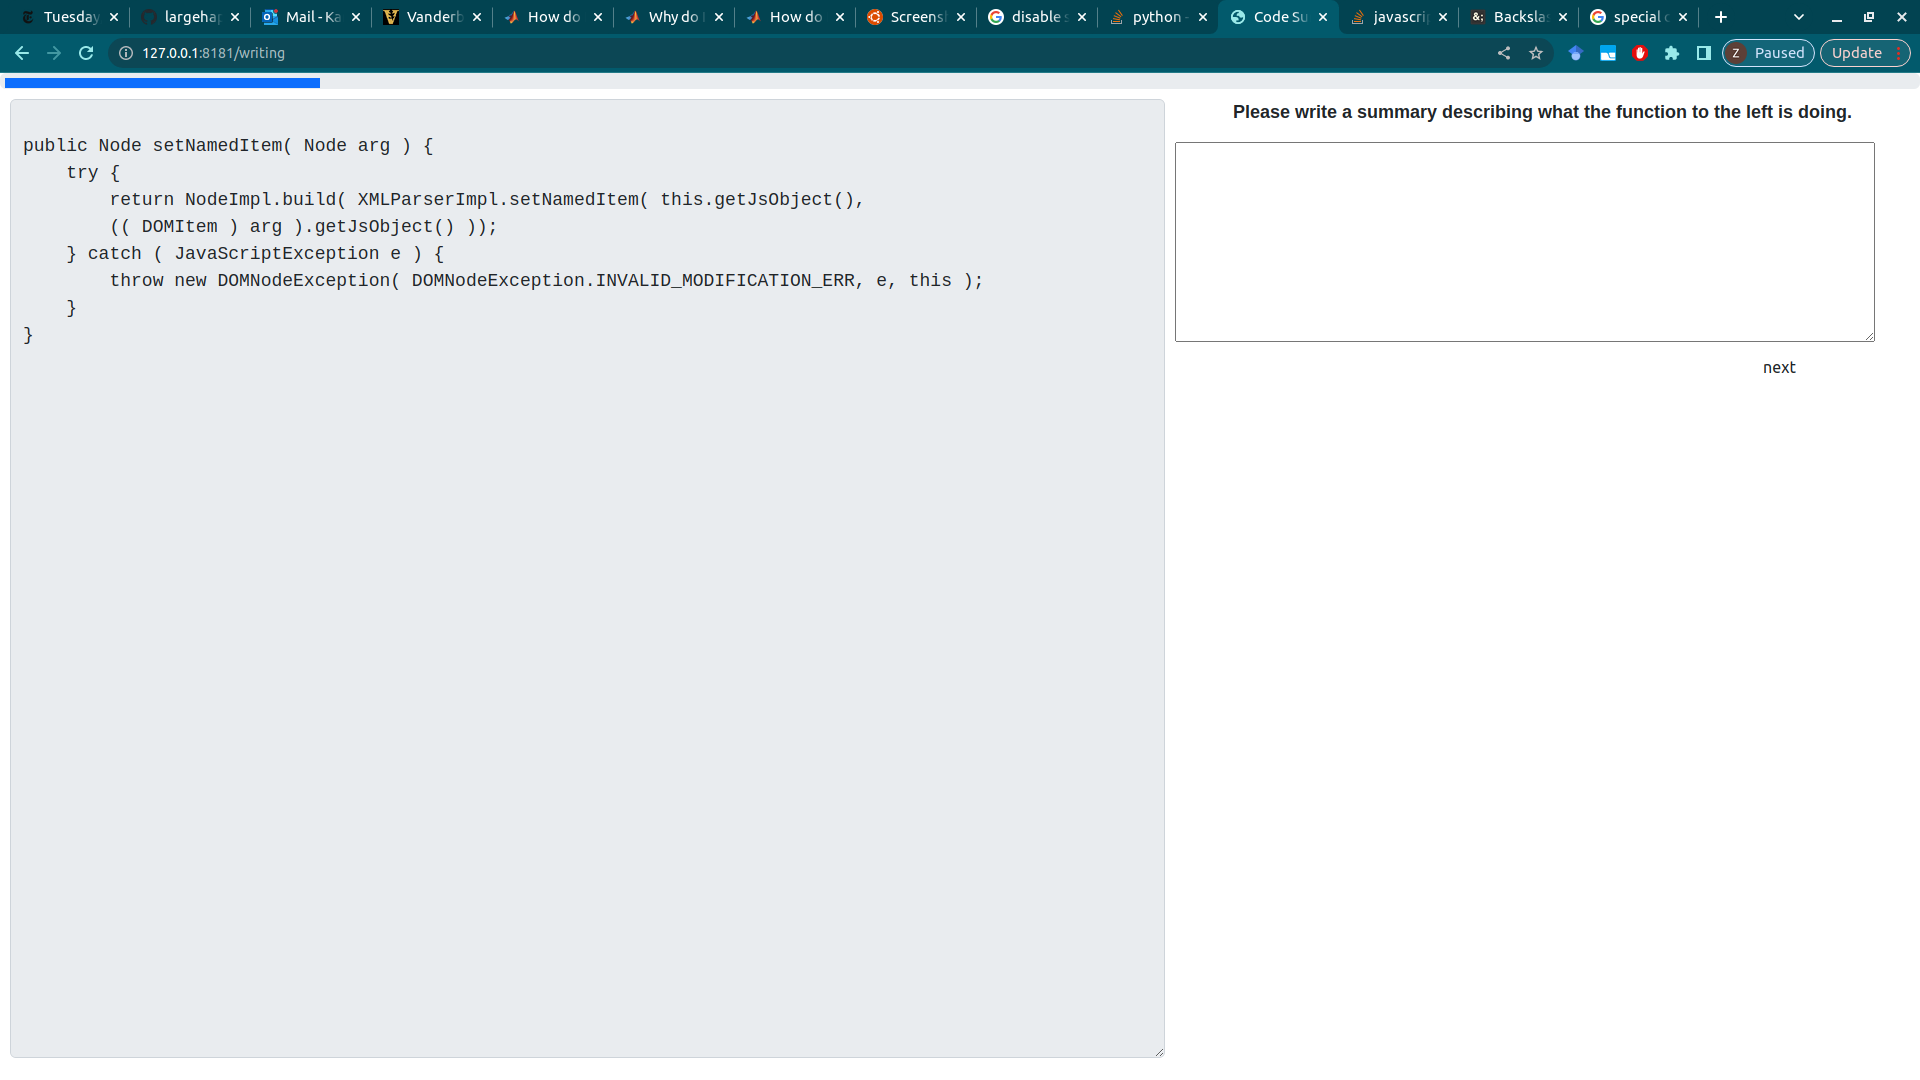 Tuesday
largehap
Mail - Ka
Vanderb
How do
Why do
How do
Screens
disable s
python -
Code Su
javascrip
Backslas
special c
127.0.0.1:8181/writing
Z Paused
Update
public Node setNamedItem( Node arg ) {
try {
return NodeImpl.build( XMLParserImpl.setNamedItem( this.getJsObject(),
(( DOMItem ) arg ).getJsObject() ));
} catch ( JavaScriptException e ) {
throw new DOMNodeException( DOMNodeException.INVALID_MODIFICATION_ERR, e, this );
}
}
Please write a summary describing what the function to the left is doing.
next